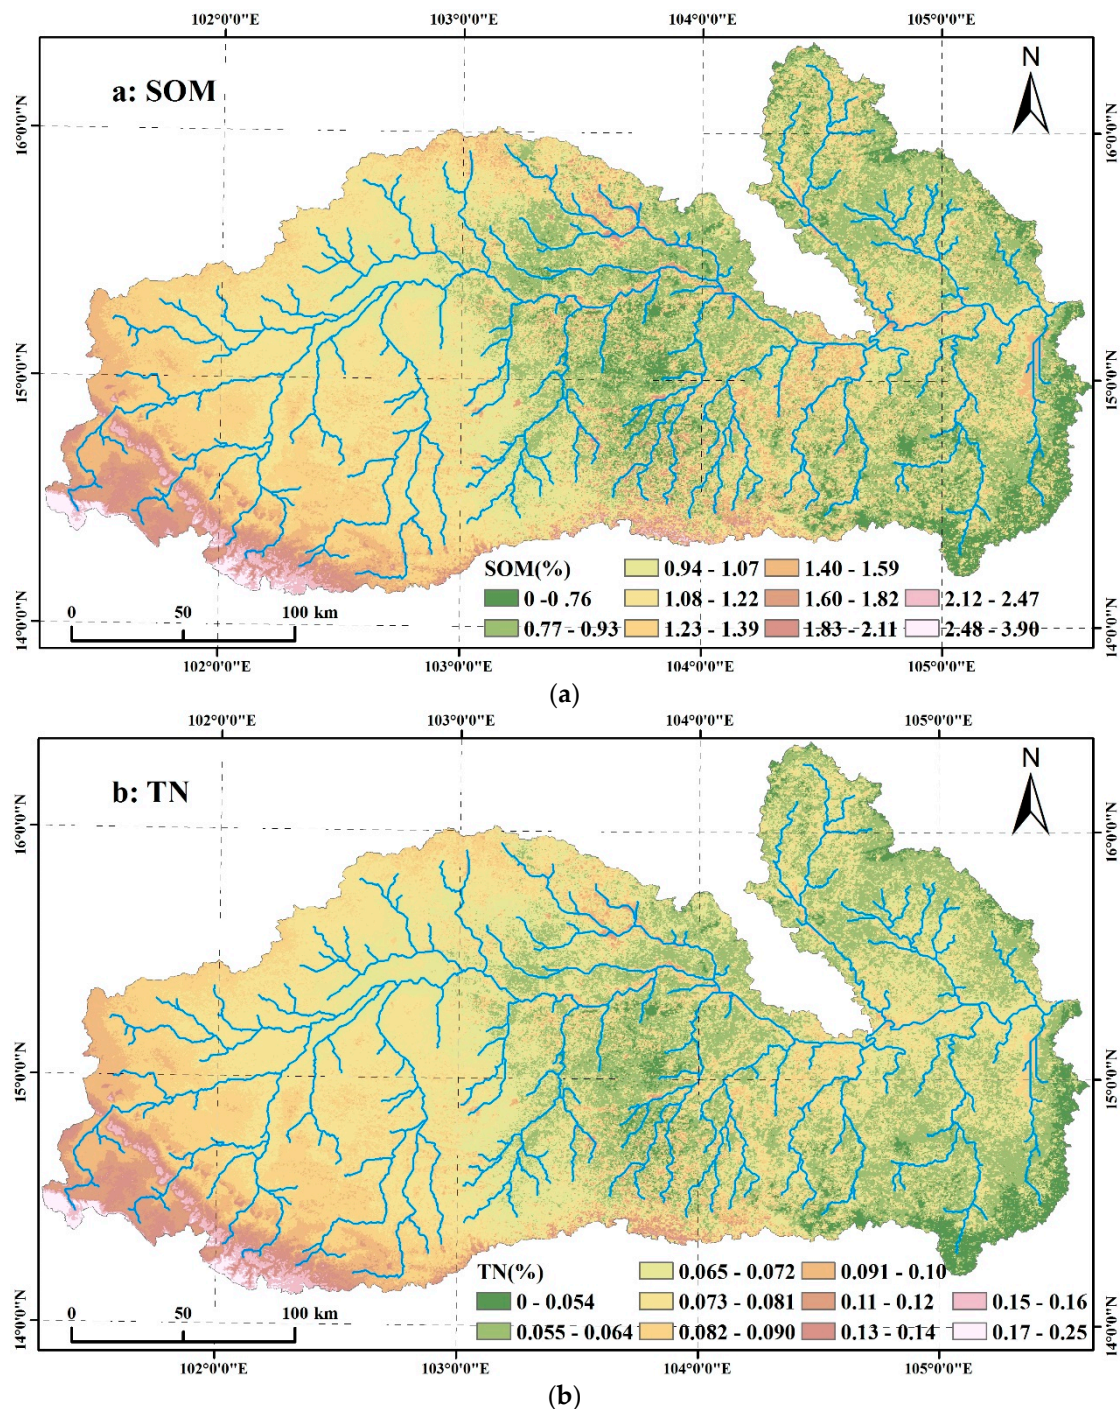 102°0'0"E 103°0'0"E 104°0'0"E 105°0'0"E
a: SOM
N
16°0'0"N 16°0'0"N
15°0'0"N 15°0'0"N
14°0'0"N 14°0'0"N
SOM(%)
0 -0 .76
0.77 - 0.93
0.94 - 1.07
1.08 - 1.22
1.23 - 1.39
1.40 - 1.59
1.60 - 1.82
1.83 - 2.11
2.12 - 2.47
2.48 - 3.90
0 50 100 km
102°0'0"E 103°0'0"E 104°0'0"E 105°0'0"E
(a)
102°0'0"E 103°0'0"E 104°0'0"E 105°0'0"E
b: TN
N
16°0'0"N 16°0'0"N
15°0'0"N 15°0'0"N
14°0'0"N 14°0'0"N
TN(%)
0 - 0.054
0.055 - 0.064
0.065 - 0.072
0.073 - 0.081
0.082 - 0.090
0.091 - 0.10
0.11 - 0.12
0.13 - 0.14
0.15 - 0.16
0.17 - 0.25
0 50 100 km
102°0'0"E 103°0'0"E 104°0'0"E 105°0'0"E
(b)